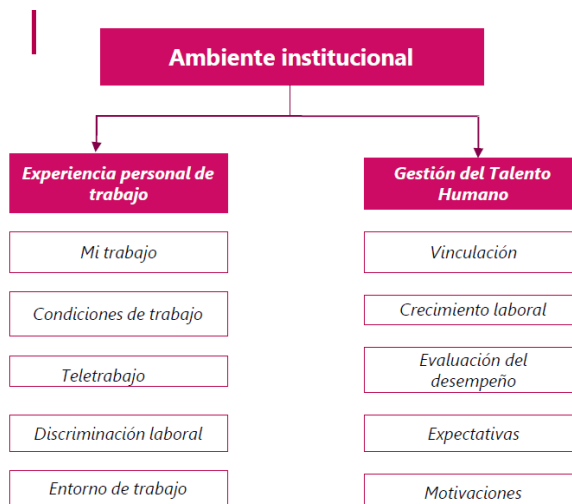 Ambiente institucional
Experiencia personal de
trabajo
Mi trabajo
Condiciones de trabajo
Teletrabajo
Discriminación laboral
Entorno de trabajo
Gestión del Talento
Humano
Vinculación
Crecimiento laboral
Evaluación del
desempeño
Expectativas
Motivaciones